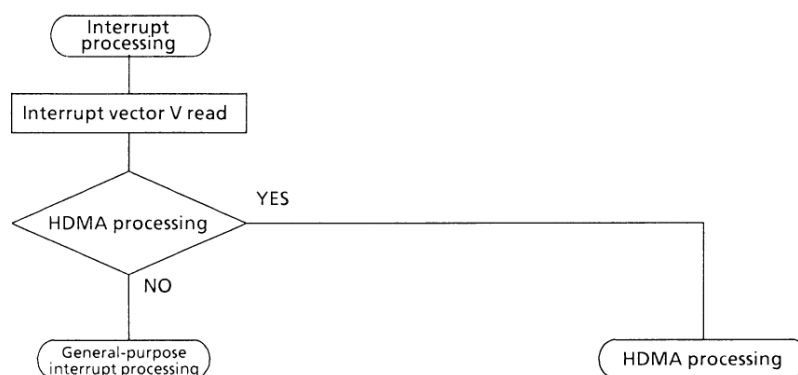 Interrupt
processing
Interrupt vector V read
YES
HDMA processing
NO
General-purpose
interrupt processing
HDMA processing